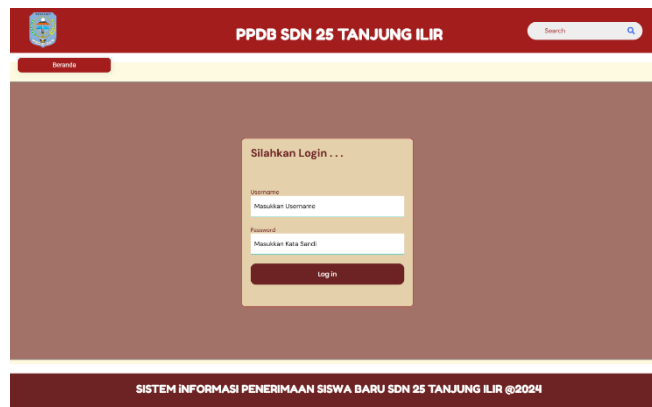 PPDB SDN 25 TANJUNG ILIR
Search
Beranda
Silahkan Login . . .
Username
Masukkan Username
Password
Masukkan Kata Sandi
Log in
SISTEM iNFORMASI PENERIMAAN SISWA BARU SDN 25 TANJUNG ILIR @2024